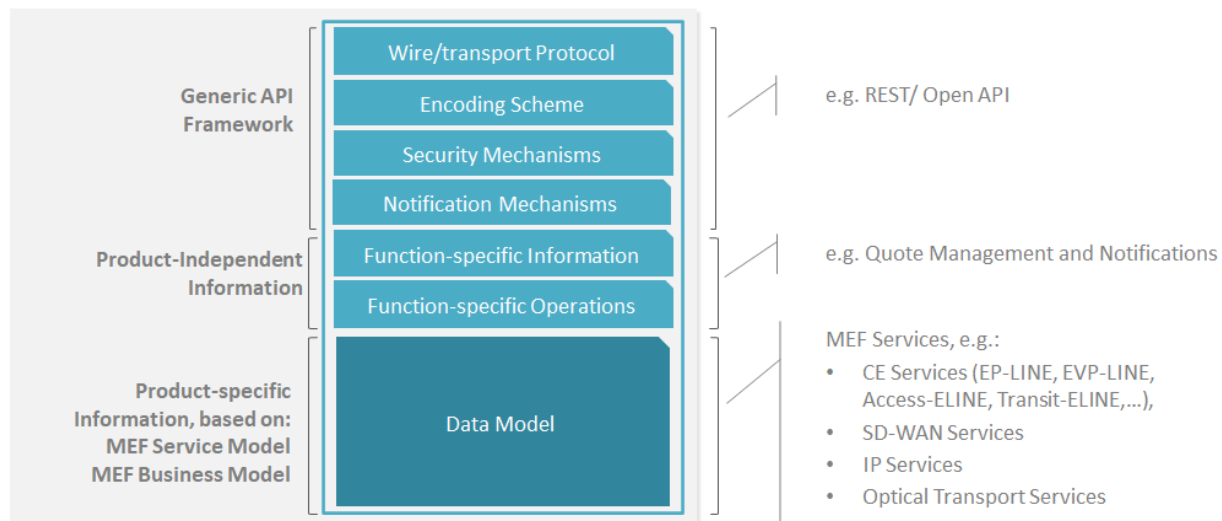 Generic API
Framework
Wire/transport Protocol
Encoding Scheme
Security Mechanisms
Notification Mechanisms
e.g. REST/ Open API
Product-Independent
Information
Function-specific Information
Function-specific Operations
e.g. Quote Management and Notifications
Product-specific
Information, based on:
MEF Service Model
MEF Business Model
Data Model
MEF Services, e.g.:
• CE Services (EP-LINE, EVP-LINE,
Access-ELINE, Transit-ELINE,...),
• SD-WAN Services
• IP Services
• Optical Transport Services